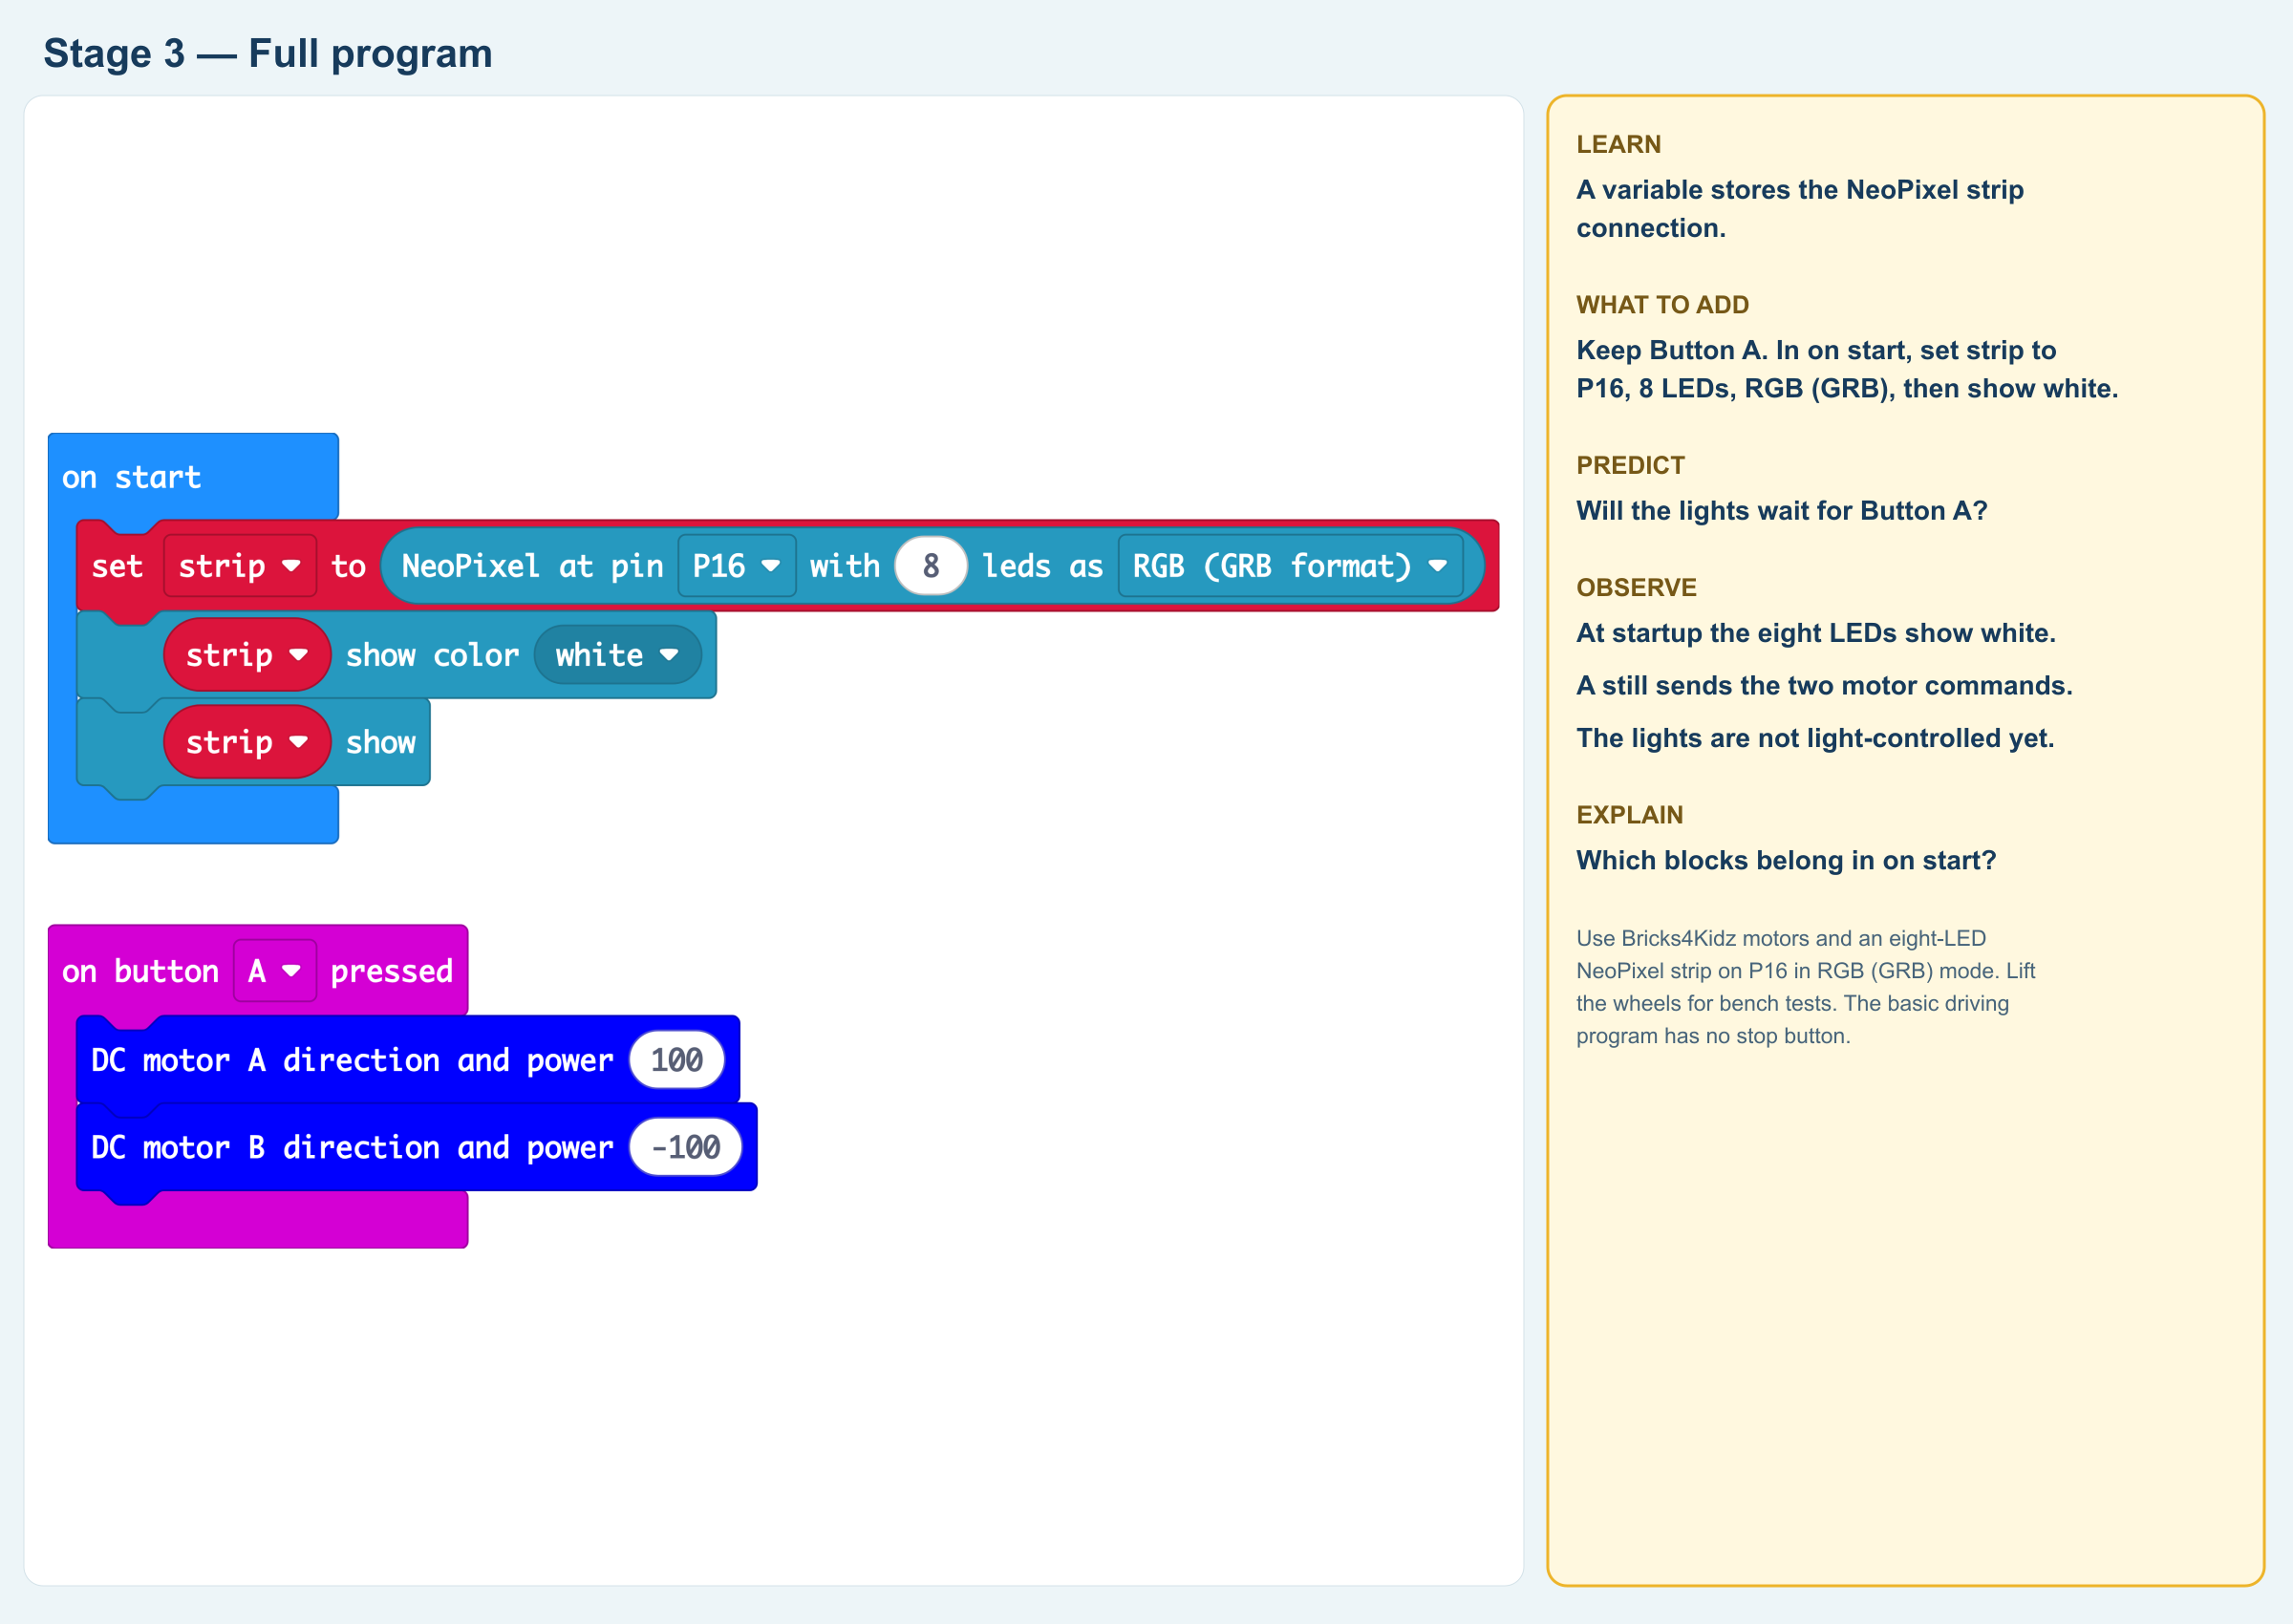 Stage 3 — Full program
on start
set strip to NeoPixel at pin P16 with 8 leds as RGB (GRB format)
strip show color white
strip show
on button A pressed
DC motor A direction and power 100
DC motor B direction and power -100
LEARN
A variable stores the NeoPixel strip
connection.
WHAT TO ADD
Keep Button A. In on start, set strip to
P16, 8 LEDs, RGB (GRB), then show white.
PREDICT
Will the lights wait for Button A?
OBSERVE
At startup the eight LEDs show white.
A still sends the two motor commands.
The lights are not light-controlled yet.
EXPLAIN
Which blocks belong in on start?
Use Bricks4Kidz motors and an eight-LED
NeoPixel strip on P16 in RGB (GRB) mode. Lift
the wheels for bench tests. The basic driving
program has no stop button.